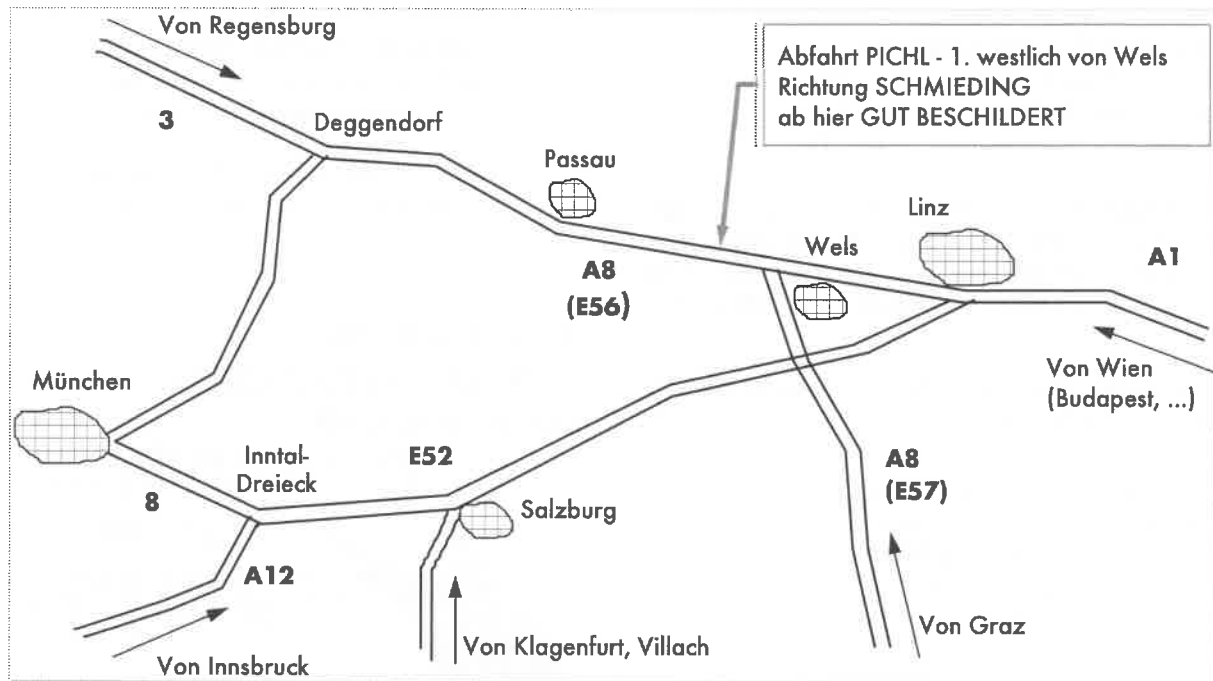 Von Regensburg
Abfahrt PICHL - 1. westlich von Wels
Richtung SCHMIEDING
ab hier GUT BESCHILDERT
3
Deggendorf
Passau
Linz
Wels
A1
A8
(E56)
Von Wien
(Budapest, ...)
München
Inntal-
Dreieck
E52
A8
(E57)
8
Salzburg
A12
Von Graz
Von Klagenfurt, Villach
Von Innsbruck